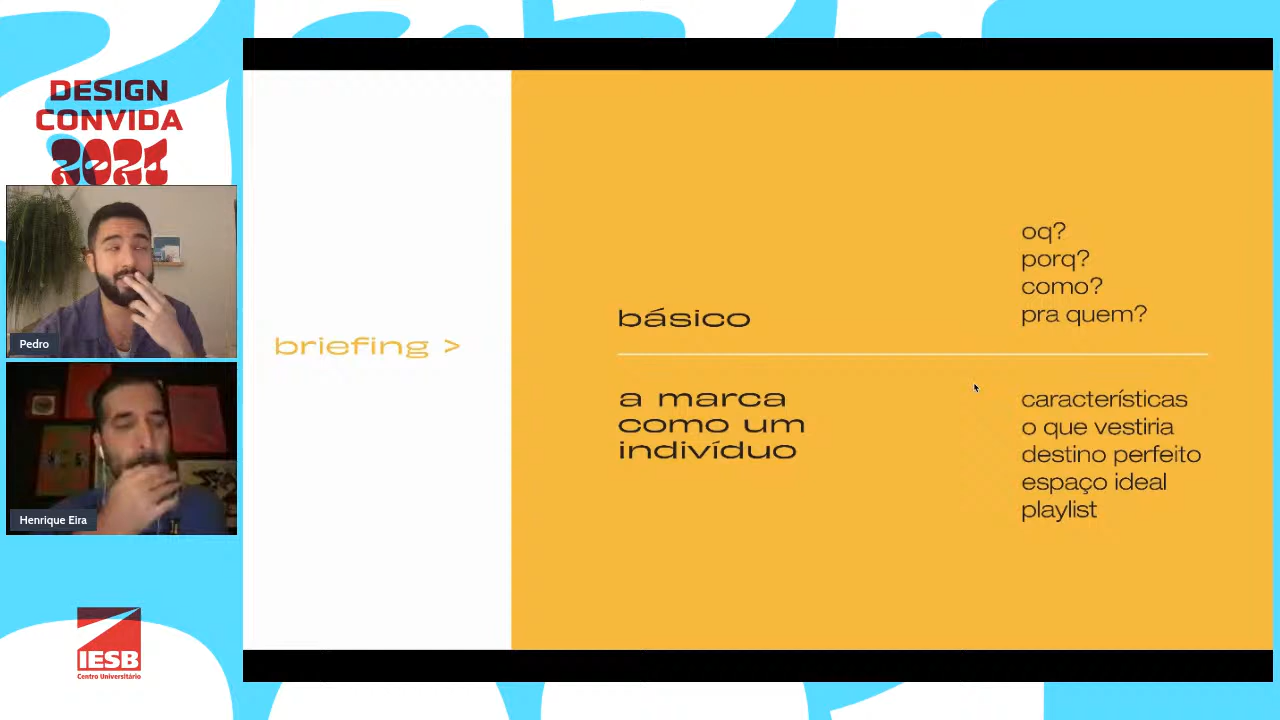 DESIGN
CONVIDA
2021
Pedro
Henrique Eira
IESB
Centro Universitário
briefing >
básico
oq?
porq?
como?
pra quem?
a marca
como um
indivíduo
características
o que vestiria
destino perfeito
espaço ideal
playlist